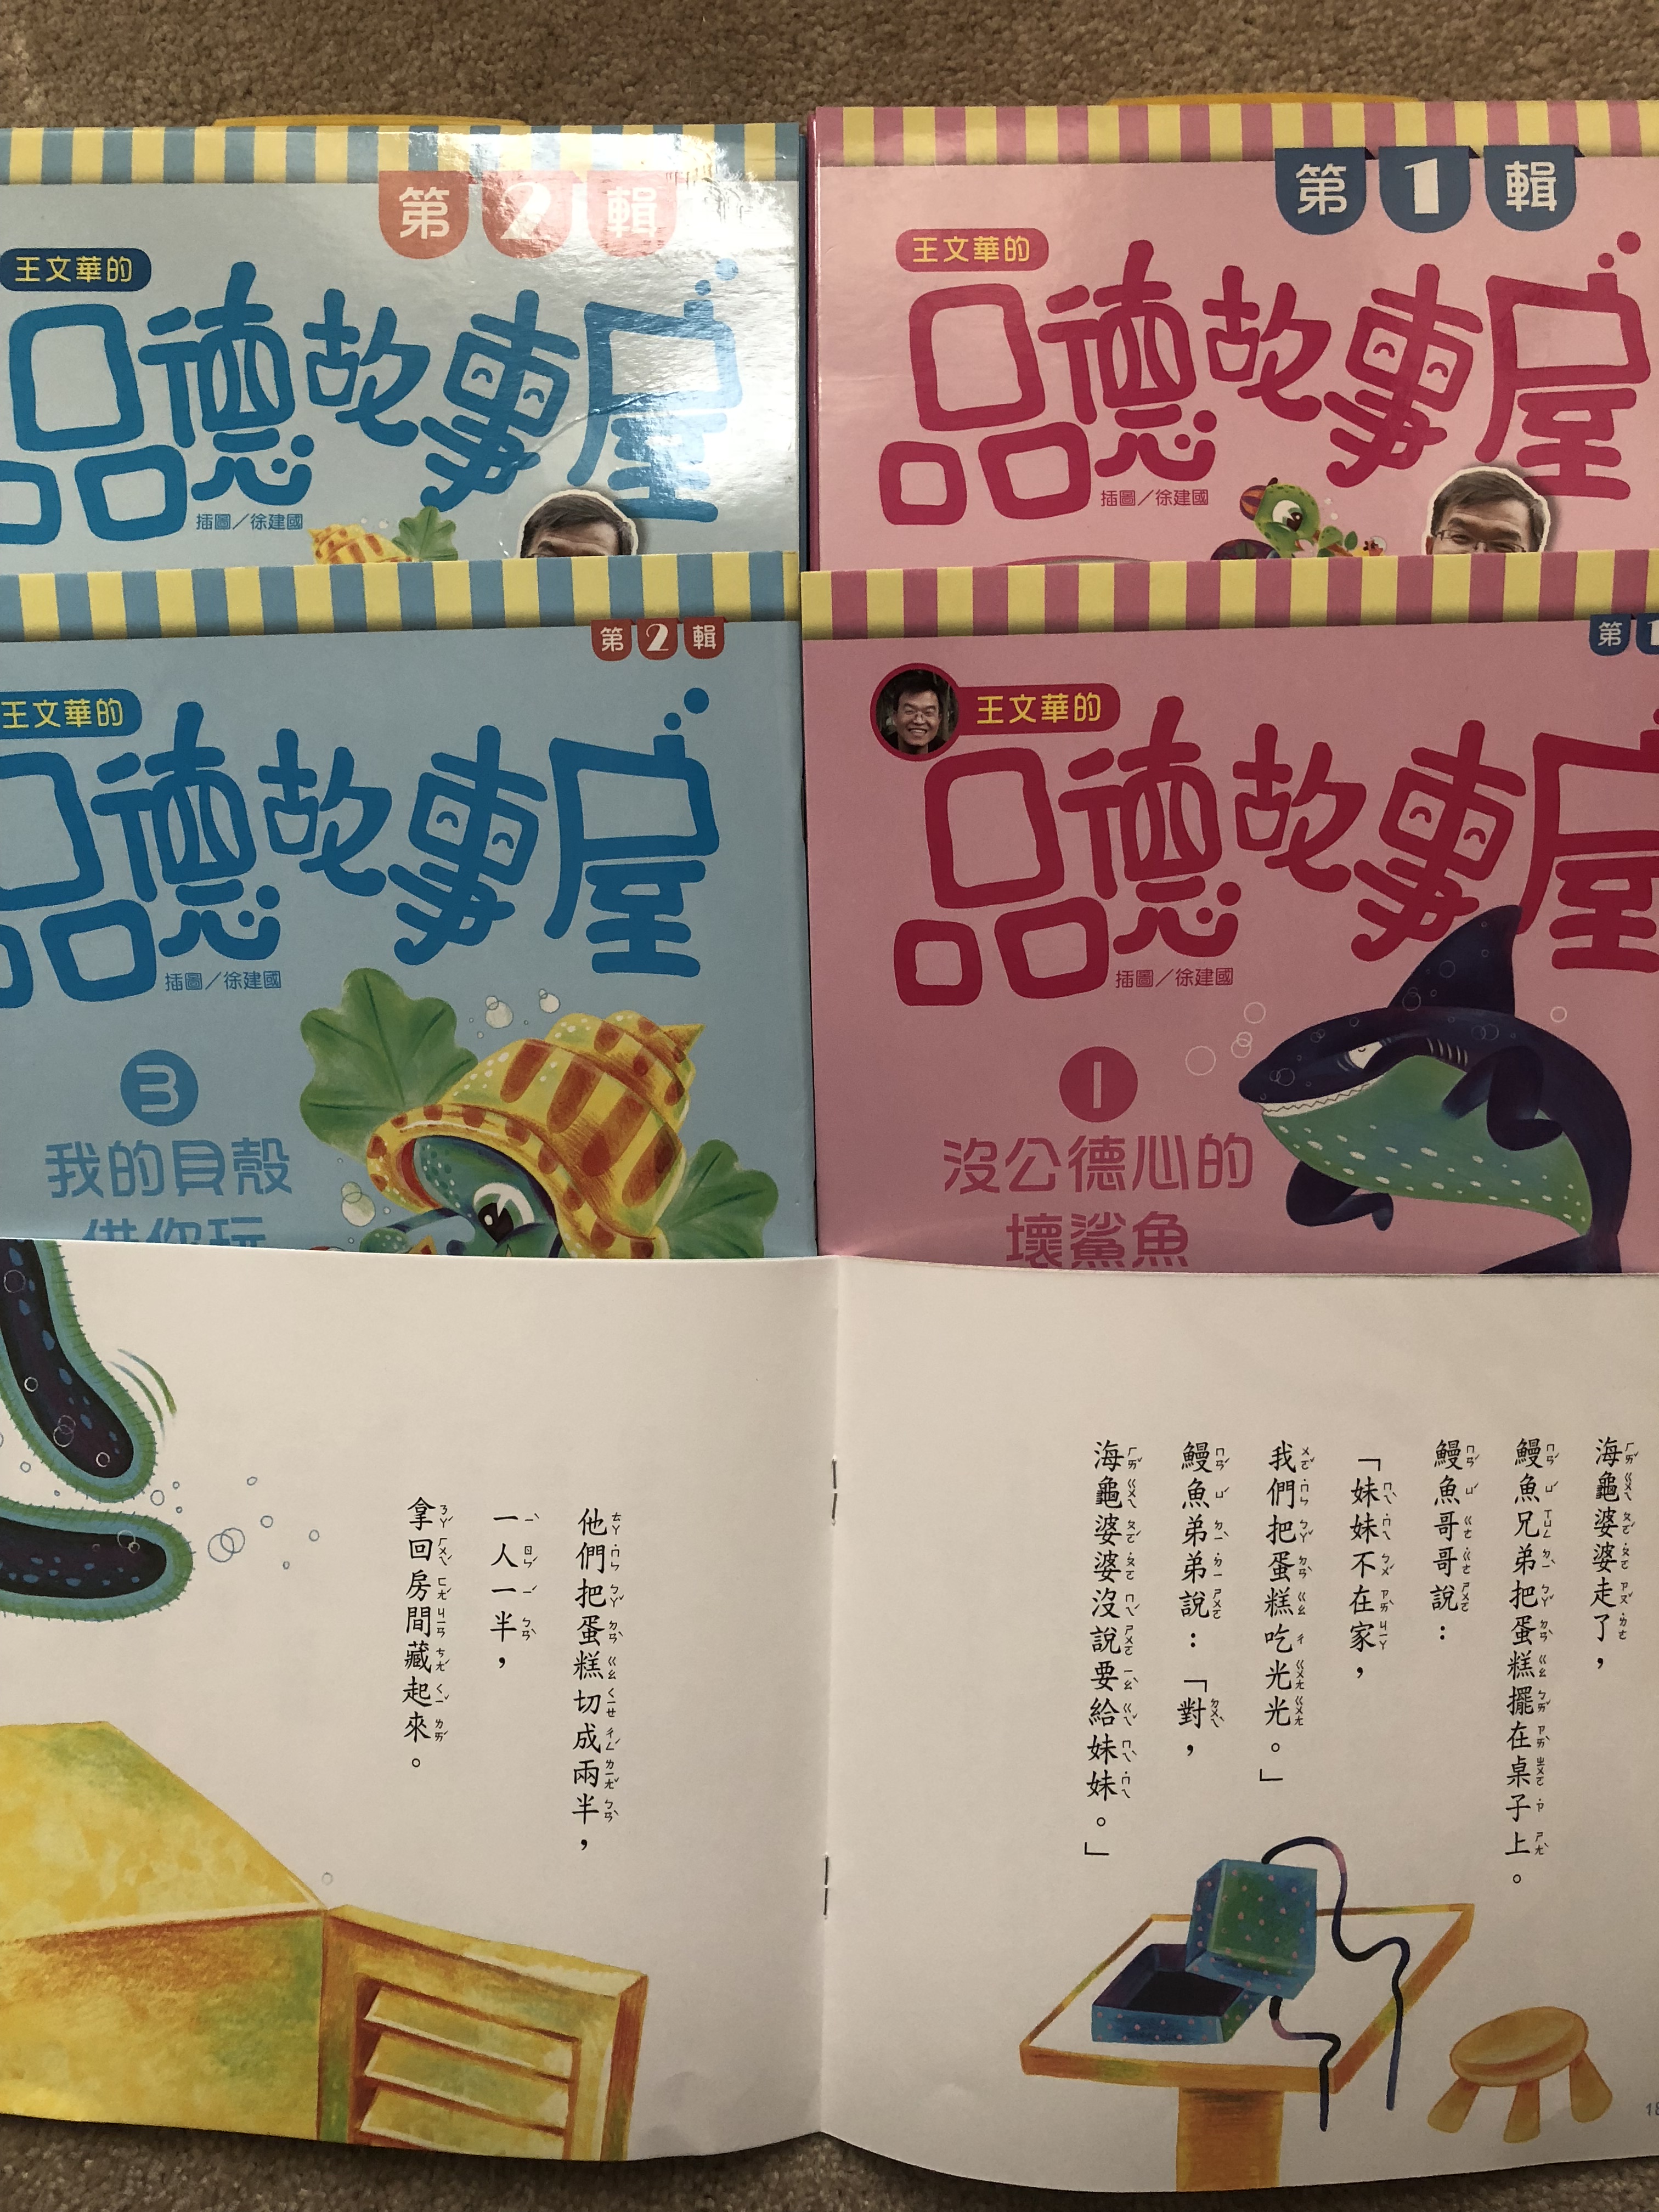 第2輯
王文華的
品德故事屋
插圖／徐建國
第1輯
王文華的
品德故事屋
插圖／徐建國
第2輯
王文華的
品德故事屋
插圖／徐建國
3
我的貝殼
借你玩
第1
王文華的
品德故事屋
插圖／徐建國
1
沒公德心的
壞鯊魚
海龜婆婆走了，
鰻魚兄弟把蛋糕擺在桌子上。
鰻魚哥哥說：
「妹妹不在家，
我們把蛋糕吃光光。」
鰻魚弟弟說：「對，
海龜婆婆沒說要給妹妹。」
18
他們把蛋糕切成兩半，
一人一半，
拿回房間藏起來。